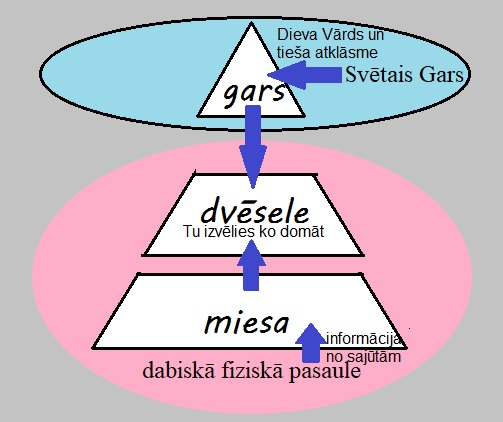 Dieva Vārds un
tieša atklāsme
Svētais Gars
gars
dvēsele
Tu izvēlies ko domāt
miesa
informācija
no sajūtām
dabiskā fiziskā pasaule